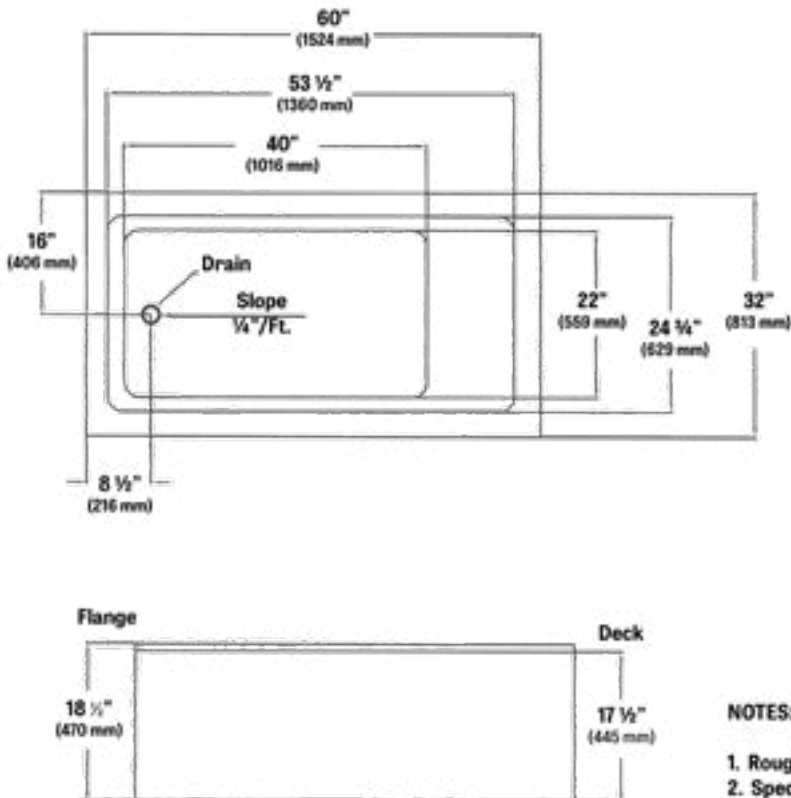 60"
(1524 mm)
53 ½"
(1360 mm)
40"
(1016 mm)
16"
(406 mm)
Drain
Slope
¼"/Ft.
22"
(559 mm)
24 ¾"
(629 mm)
32"
(813 mm)
8 ½"
(216 mm)
Flange
Deck
18 ½"
(470 mm)
17 ½"
(445 mm)
NOTES:
1. Roug
2. Spec